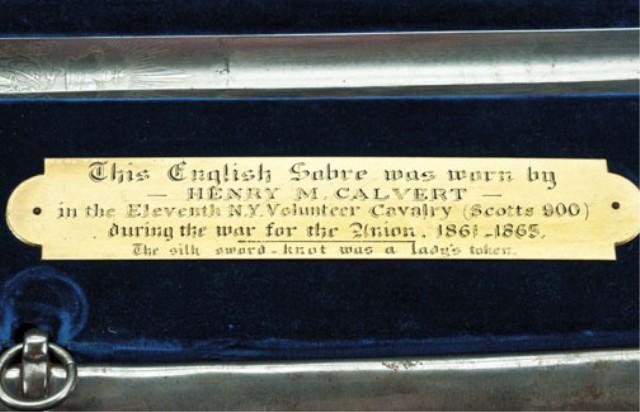 This English Sabre was worn by
— HENRY M. CALVERT —
in the Eleventh N.Y. Volunteer Cavalry (Scotts 900)
during the war for the Union. 1861-1865.
The silk sword-knot was a lady's token.